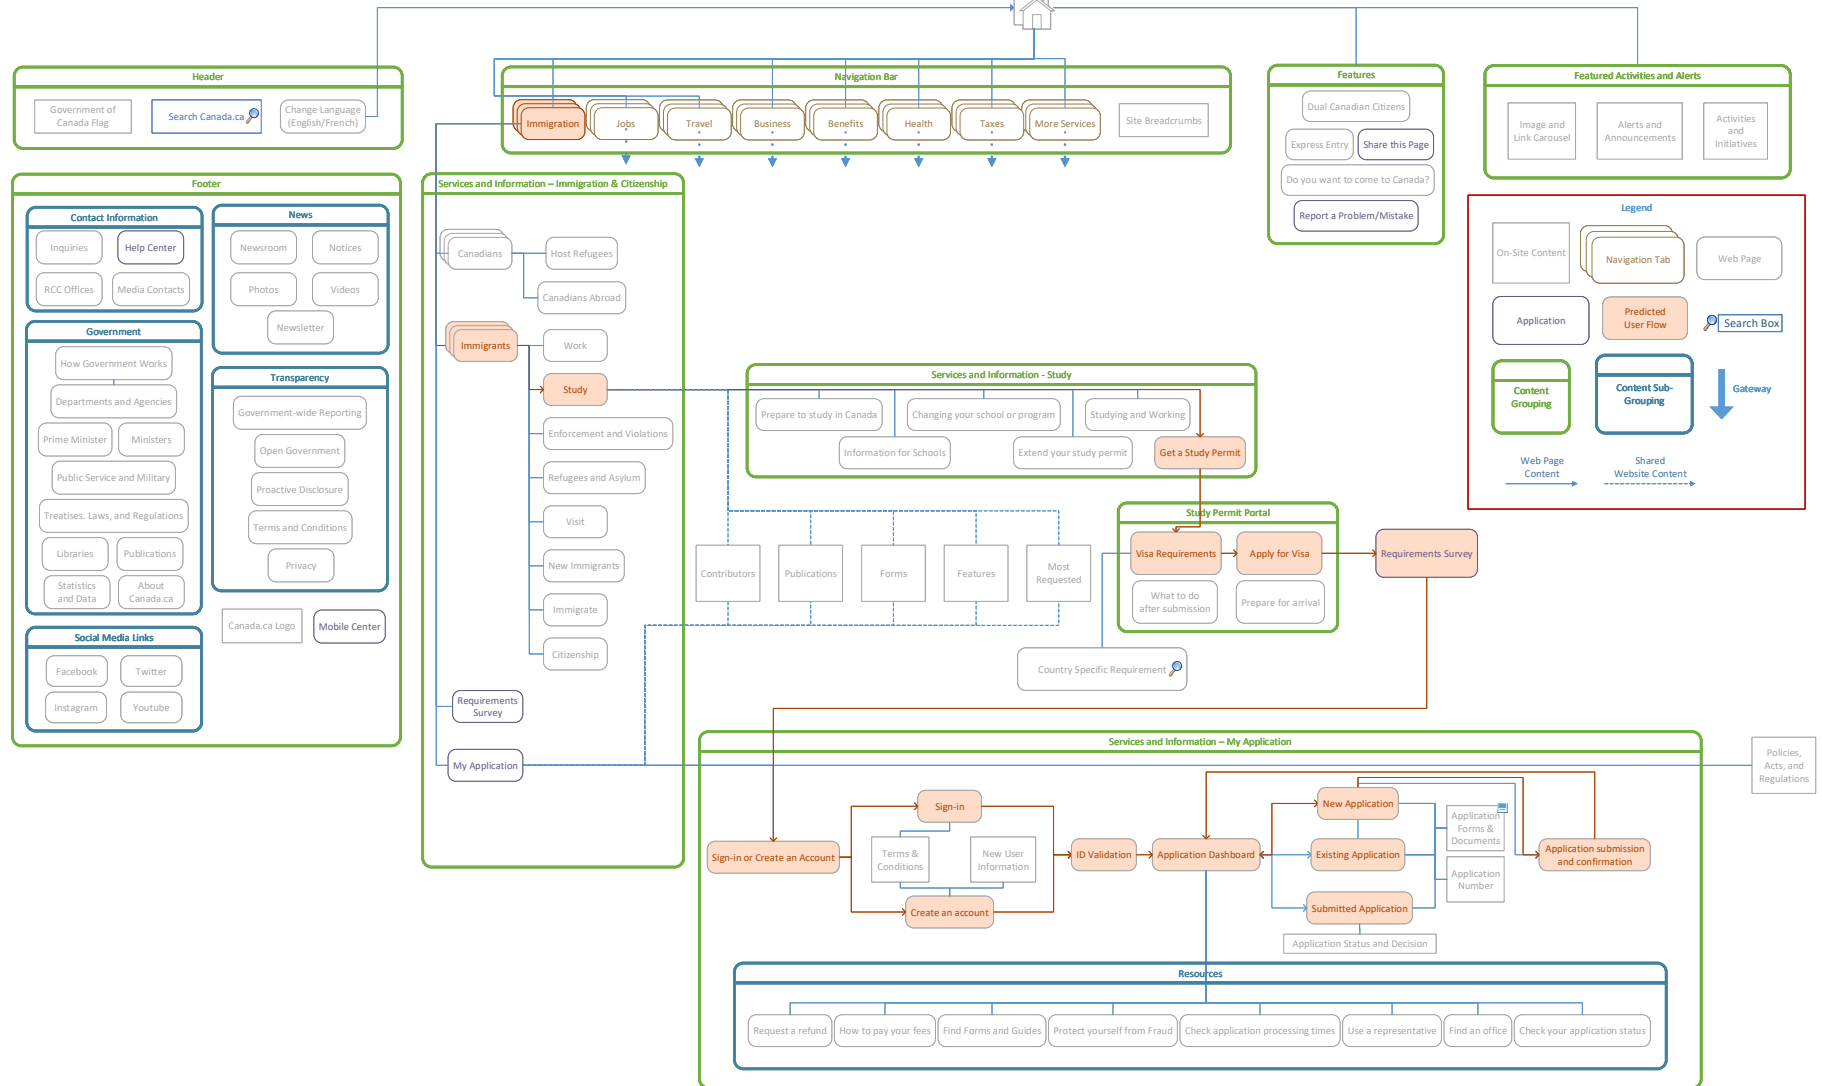 Header
Government of
Canada Flag
Search Canada.ca
Change Language
(English/French)
Navigation Bar
Immigration
Jobs
Travel
Business
Benefits
Health
Taxes
More Services
Site Breadcrumbs
Features
Dual Canadian Citizens
Express Entry
Share this Page
Do you want to come to Canada?
Report a Problem/Mistake
Featured Activities and Alerts
Image and
Link Carousel
Alerts and
Announcements
Activities
and
Initiatives
Legend
On-Site Content
Navigation Tab
Web Page
Application
Predicted
User Flow
Search Box
Content
Grouping
Content Sub-
Grouping
Gateway
Web Page
Content
Shared
Website Content
Footer
Contact Information
Inquiries
Help Center
RCC Offices
Media Contacts
News
Newsroom
Notices
Photos
Videos
Newsletter
Government
How Government Works
Departments and Agencies
Prime Minister
Ministers
Public Service and Military
Treatises. Laws, and Regulations
Libraries
Publications
Statistics
and Data
About
Canada.ca
Transparency
Government-wide Reporting
Open Government
Proactive Disclosure
Terms and Conditions
Privacy
Canada.ca Logo
Mobile Center
Social Media Links
Facebook
Twitter
Instagram
Youtube
Services and Information – Immigration & Citizenship
Canadians
Host Refugees
Canadians Abroad
Immigrants
Work
Study
Enforcement and Violations
Refugees and Asylum
Visit
New Immigrants
Immigrate
Citizenship
Requirements
Survey
My Application
Services and Information - Study
Prepare to study in Canada
Changing your school or program
Studying and Working
Information for Schools
Extend your study permit
Get a Study Permit
Contributors
Publications
Forms
Features
Most
Requested
Study Permit Portal
Visa Requirements
Apply for Visa
What to do
after submission
Prepare for arrival
Requirements Survey
Country Specific Requirement
Services and Information – My Application
Policies,
Acts, and
Regulations
Sign-in or Create an Account
Sign-in
Terms &
Conditions
New User
Information
Create an account
ID Validation
Application Dashboard
New Application
Existing Application
Submitted Application
Application Status and Decision
Application
Forms &
Documents
Application
Number
Application submission
and confirmation
Resources
Request a refund
How to pay your fees
Find Forms and Guides
Protect yourself from Fraud
Check application processing times
Use a representative
Find an office
Check your application status